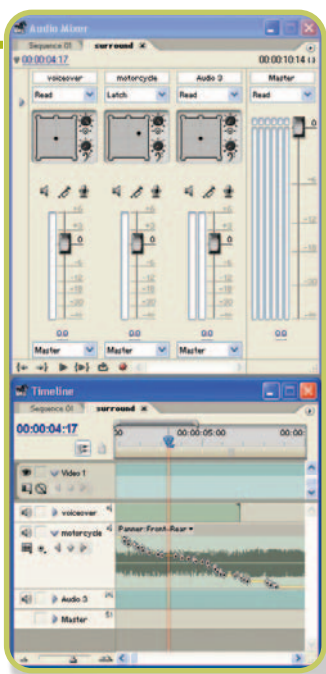 Audio Mixer
Sequence 01 surround
00:00:04:17 00:00:10:14
voiceover motorcycle Audio 3 Master
Read Latch Read Read
0 0 0 0
0.0 0.0 0.0 0.0
Master Master Master
Timeline
Sequence 01 surround
00:00:04:17 00:00:05:00 00:00
Video 1
voiceover
motorcycle Panner:Front-Rear
Audio 3
Master